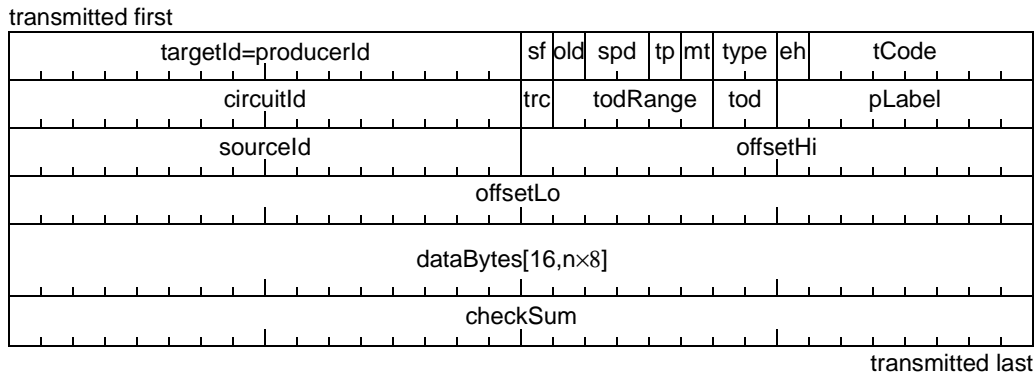 transmitted first
targetId=producerId sf old spd tp mt type eh tCode
circuitId trc todRange tod pLabel
sourceId offsetHi
offsetLo
dataBytes[16,n×8]
checkSum
transmitted last